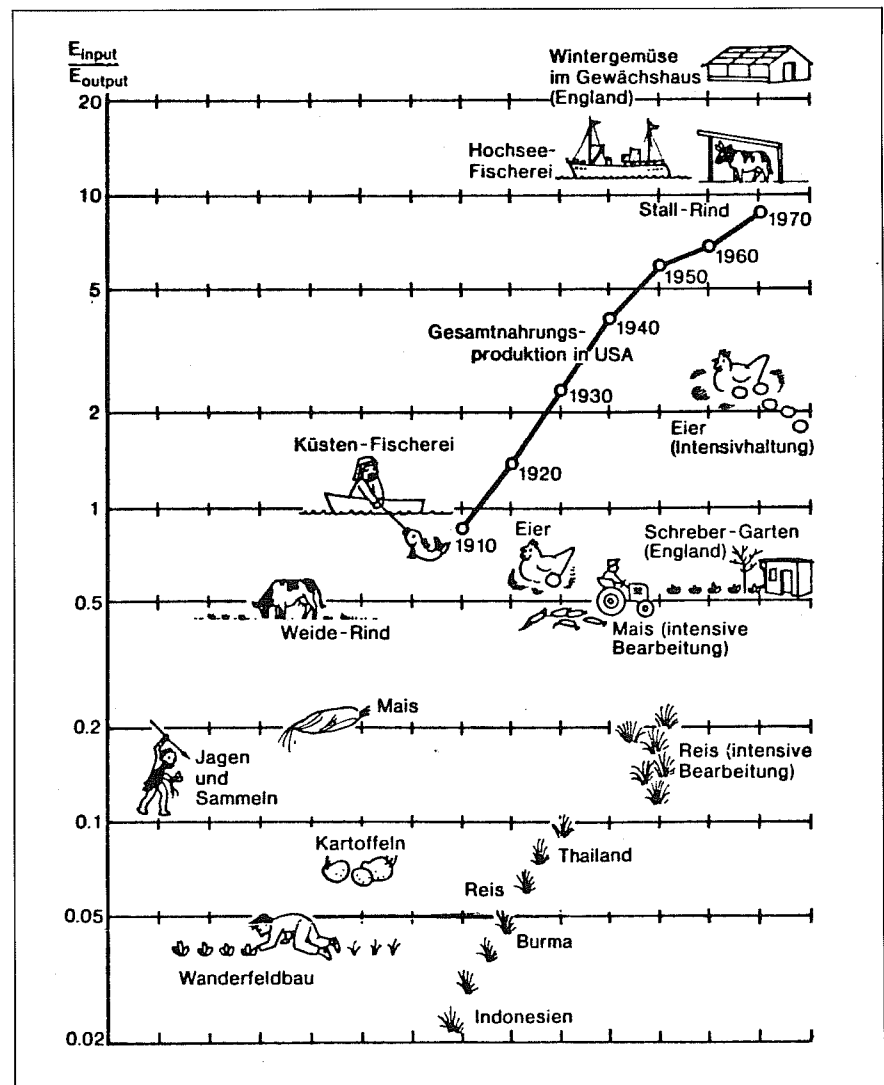 E input
E output
Wintergemüse
im Gewächshaus
(England)
20
Hochsee-
Fischerei
10
Stall-Rind
1970
1960
1950
5
1940
Gesamtnahrungs-
produktion in USA
1930
2
Eier
(Intensivhaltung)
Küsten-Fischerei
1920
1
1910
Eier
Schreber-Garten
(England)
0.5
Weide-Rind
Mais (intensive
Bearbeitung)
Mais
0.2
Jagen
und
Sammeln
Reis (intensive
Bearbeitung)
0.1
Kartoffeln
Thailand
Reis
0.05
Burma
Wanderfeldbau
Indonesien
0.02